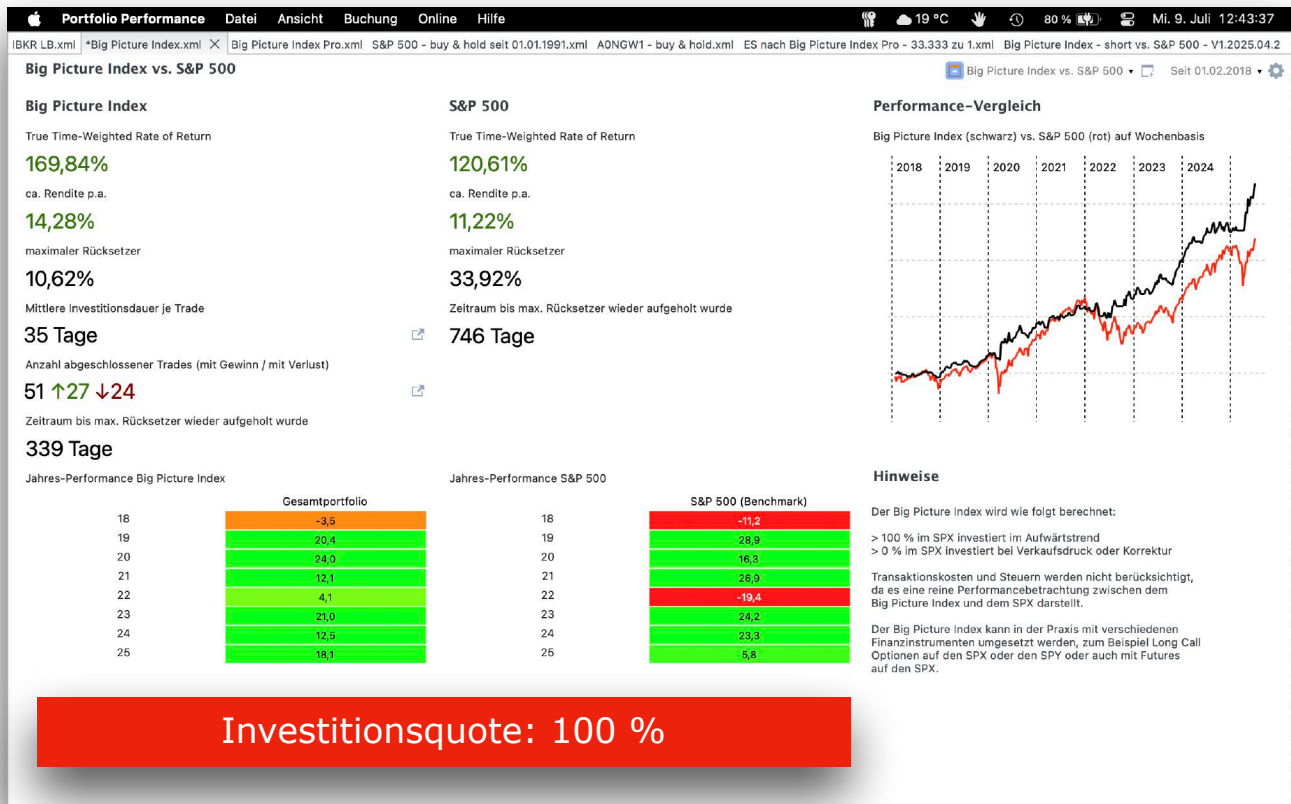 Portfolio Performance Datei Ansicht Buchung Online Hilfe 19 °C 80 % Mi. 9. Juli 12:43:37
IBKR LB.xml *Big Picture Index.xml Big Picture Index Pro.xml S&P 500 - buy & hold seit 01.01.1991.xml A0NGW1 - buy & hold.xml ES nach Big Picture Index Pro - 33.333 zu 1.xml Big Picture Index - short vs. S&P 500 - V1.2025.04.2
Big Picture Index vs. S&P 500
Big Picture Index vs. S&P 500 Seit 01.02.2018
Big Picture Index
True Time-Weighted Rate of Return
169,84%
ca. Rendite p.a.
14,28%
maximaler Rücksetzer
10,62%
Mittlere Investitionsdauer je Trade
35 Tage
Anzahl abgeschlossener Trades (mit Gewinn / mit Verlust)
51 ↑27 ↓24
Zeitraum bis max. Rücksetzer wieder aufgeholt wurde
339 Tage
Jahres-Performance Big Picture Index
Gesamtportfolio
18 -3,5
19 20,4
20 24,0
21 12,1
22 4,1
23 21,0
24 12,5
25 18,1
S&P 500
True Time-Weighted Rate of Return
120,61%
ca. Rendite p.a.
11,22%
maximaler Rücksetzer
33,92%
Zeitraum bis max. Rücksetzer wieder aufgeholt wurde
746 Tage
Jahres-Performance S&P 500
S&P 500 (Benchmark)
18 -11,2
19 28,9
20 16,3
21 26,9
22 -19,4
23 24,2
24 23,3
25 5,8
Performance-Vergleich
Big Picture Index (schwarz) vs. S&P 500 (rot) auf Wochenbasis
2018 2019 2020 2021 2022 2023 2024
Hinweise
Der Big Picture Index wird wie folgt berechnet:
> 100 % im SPX investiert im Aufwärtstrend
> 0 % im SPX investiert bei Verkaufsdruck oder Korrektur
Transaktionskosten und Steuern werden nicht berücksichtigt,
da es eine reine Performancebetrachtung zwischen dem
Big Picture Index und dem SPX darstellt.
Der Big Picture Index kann in der Praxis mit verschiedenen
Finanzinstrumenten umgesetzt werden, zum Beispiel Long Call
Optionen auf den SPX oder den SPY oder auch mit Futures
auf den SPX.
Investitionsquote: 100 %